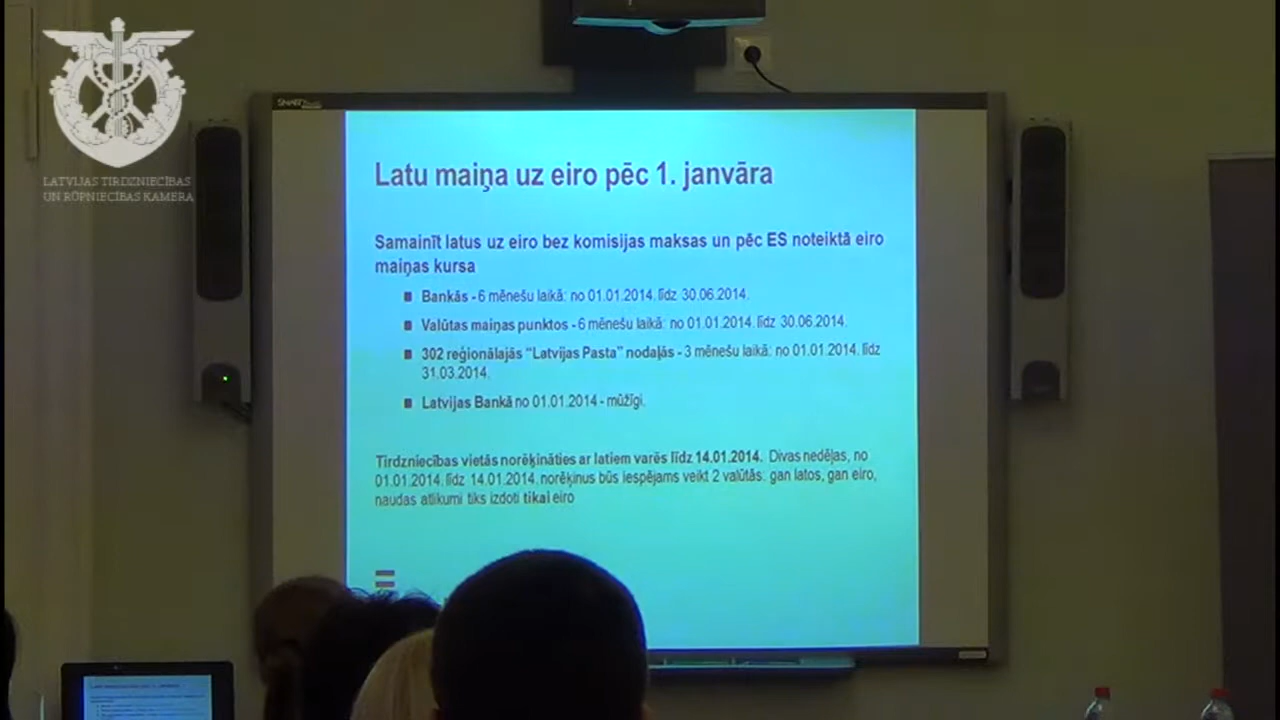 LATVIJAS TIRDZNIECĪBAS
UN RŪPNIECĪBAS KAMERA
SMART
Latu maiņa uz eiro pēc 1. janvāra
Samainīt latus uz eiro bez komisijas maksas un pēc ES noteiktā eiro
maiņas kursa
Bankās - 6 mēnešu laikā: no 01.01.2014. līdz 30.06.2014.
Valūtas maiņas punktos - 6 mēnešu laikā: no 01.01.2014. līdz 30.06.2014.
302 reģionālajās “Latvijas Pasta” nodaļās - 3 mēnešu laikā: no 01.01.2014. līdz
31.03.2014.
Latvijas Bankā no 01.01.2014 - mūžīgi.
Tirdzniecības vietās norēķināties ar latiem varēs līdz 14.01.2014. Divas nedēļas, no
01.01.2014. līdz 14.01.2014. norēķinus būs iespējams veikt 2 valūtās: gan latos, gan eiro,
naudas atlikumi tiks izdoti tikai eiro